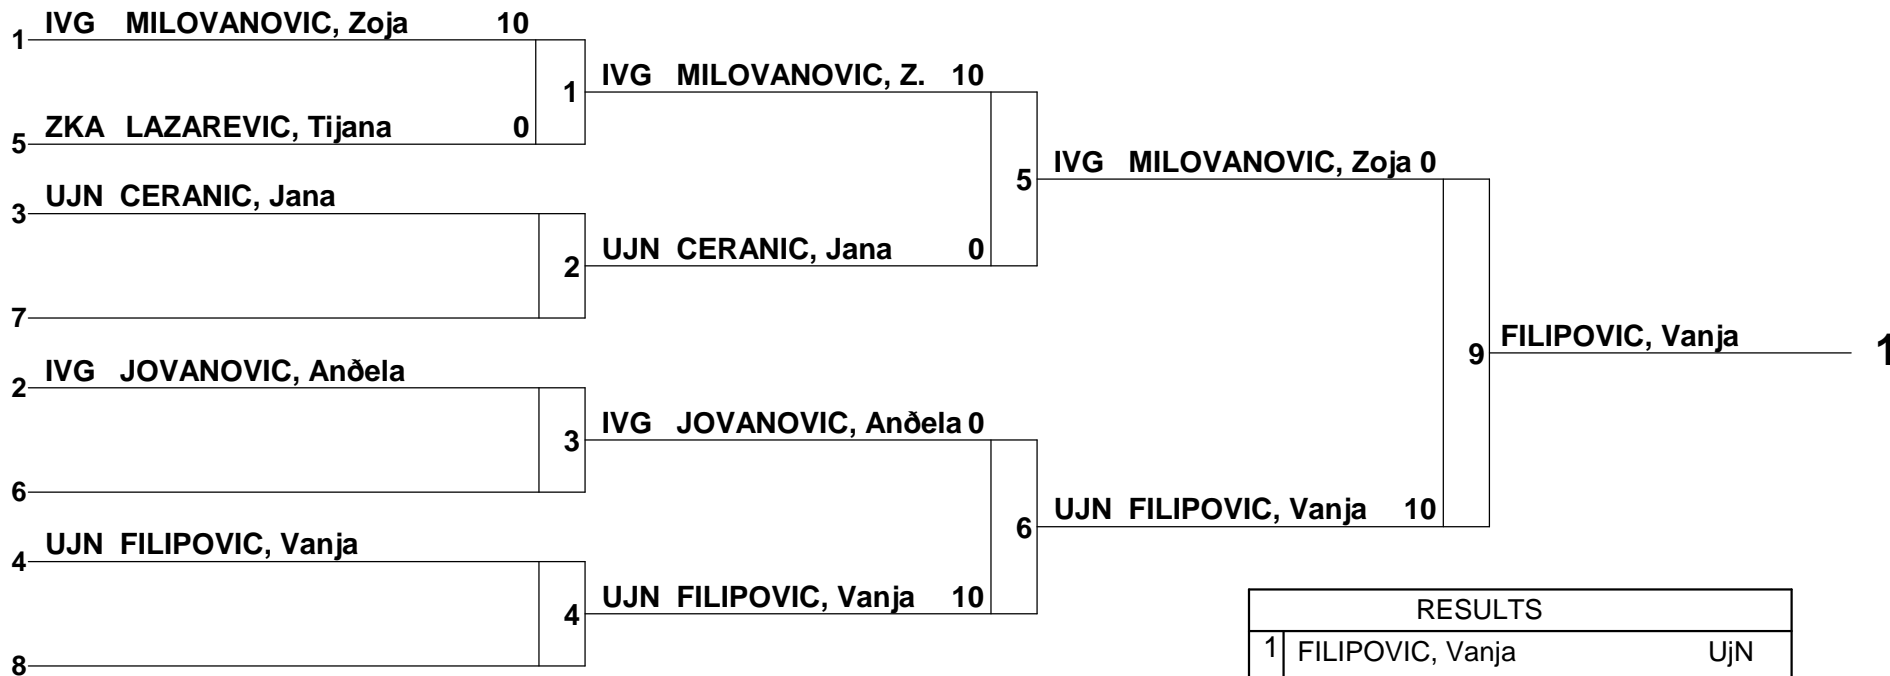 1 IVG MILOVANOVIC, Zoja 10
5 ZKA LAZAREVIC, Tijana 0
1
3 UJN CERANIC, Jana
7
2
2 IVG JOVANOVIC, Anðela
6
3
4 UJN FILIPOVIC, Vanja
8
4
IVG MILOVANOVIC, Z. 10
UJN CERANIC, Jana 0
5
IVG JOVANOVIC, Anðela 0
UJN FILIPOVIC, Vanja 10
6
IVG MILOVANOVIC, Zoja 0
UJN FILIPOVIC, Vanja 10
9
FILIPOVIC, Vanja 1
RESULTS
1 FILIPOVIC, Vanja UjN